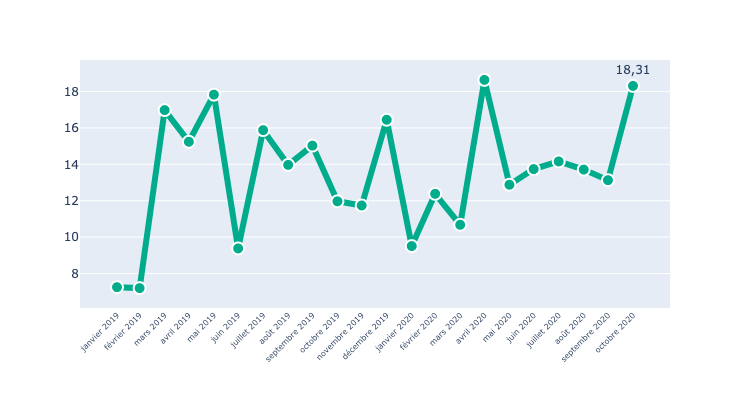 18,31
18
16
14
12
10
8
janvier 2019
février 2019
mars 2019
avril 2019
mai 2019
juin 2019
juillet 2019
août 2019
septembre 2019
octobre 2019
novembre 2019
décembre 2019
janvier 2020
février 2020
mars 2020
avril 2020
mai 2020
juin 2020
juillet 2020
août 2020
septembre 2020
octobre 2020